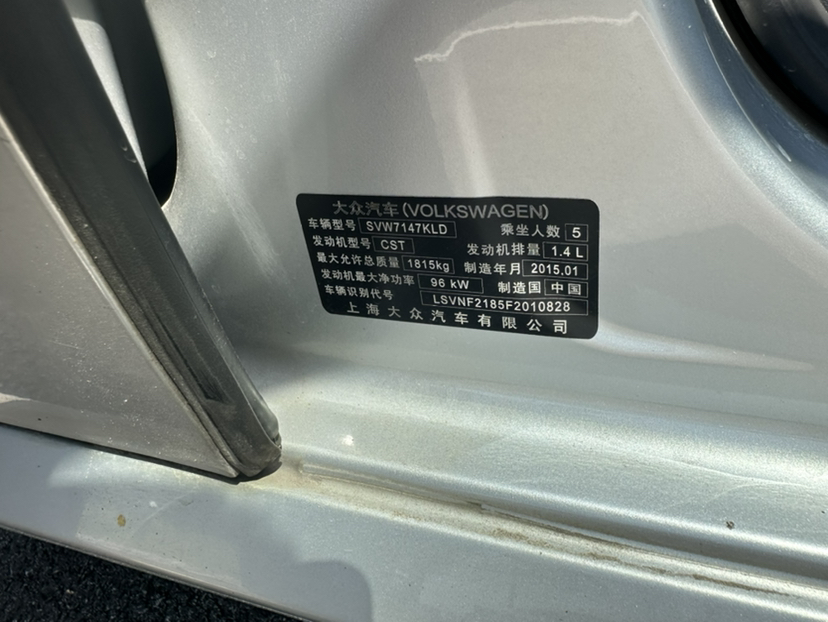 大众汽车(VOLKSWAGEN)
车辆型号 SVW7147KLD 乘坐人数 5
发动机型号 CST 发动机排量 1.4 L
最大允许总质量 1815kg 制造年月 2015.01
发动机最大净功率 96 kW 制造国 中国
车辆识别代号 LSVNF2185F2010828
上海大众汽车有限公司